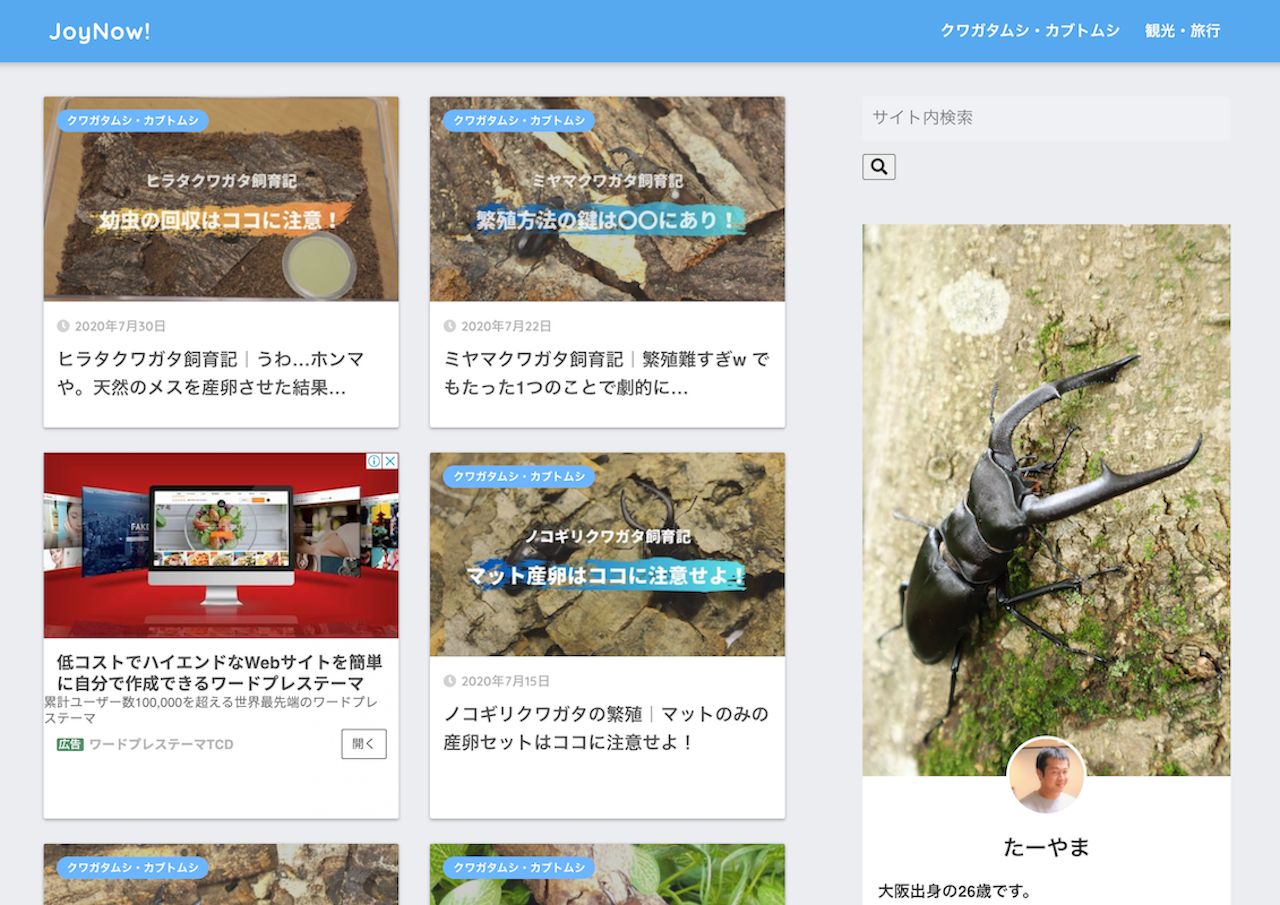 JoyNow!
クワガタムシ・カブトムシ 観光・旅行
クワガタムシ・カブトムシ
ヒラタクワガタ飼育記
幼虫の回収はココに注意！
2020年7月30日
ヒラタクワガタ飼育記｜うわ…ホンマ
や。天然のメスを産卵させた結果…
クワガタムシ・カブトムシ
ミヤマクワガタ飼育記
繁殖方法の鍵は〇〇にあり！
2020年7月22日
ミヤマクワガタ飼育記｜繁殖難すぎw で
もたった1つのことで劇的に…
FAKE
低コストでハイエンドなWebサイトを簡単
に自分で作成できるワードプレステーマ
累計ユーザー数100,000を超える世界最先端のワードプレ
ステーマ
広告 ワードプレステーマTCD
開く
クワガタムシ・カブトムシ
ノコギリクワガタ飼育記
マット産卵はココに注意せよ！
2020年7月15日
ノコギリクワガタの繁殖｜マットのみの
産卵セットはココに注意せよ！
クワガタムシ・カブトムシ
クワガタムシ・カブトムシ
サイト内検索
たーやま
大阪出身の26歳です。